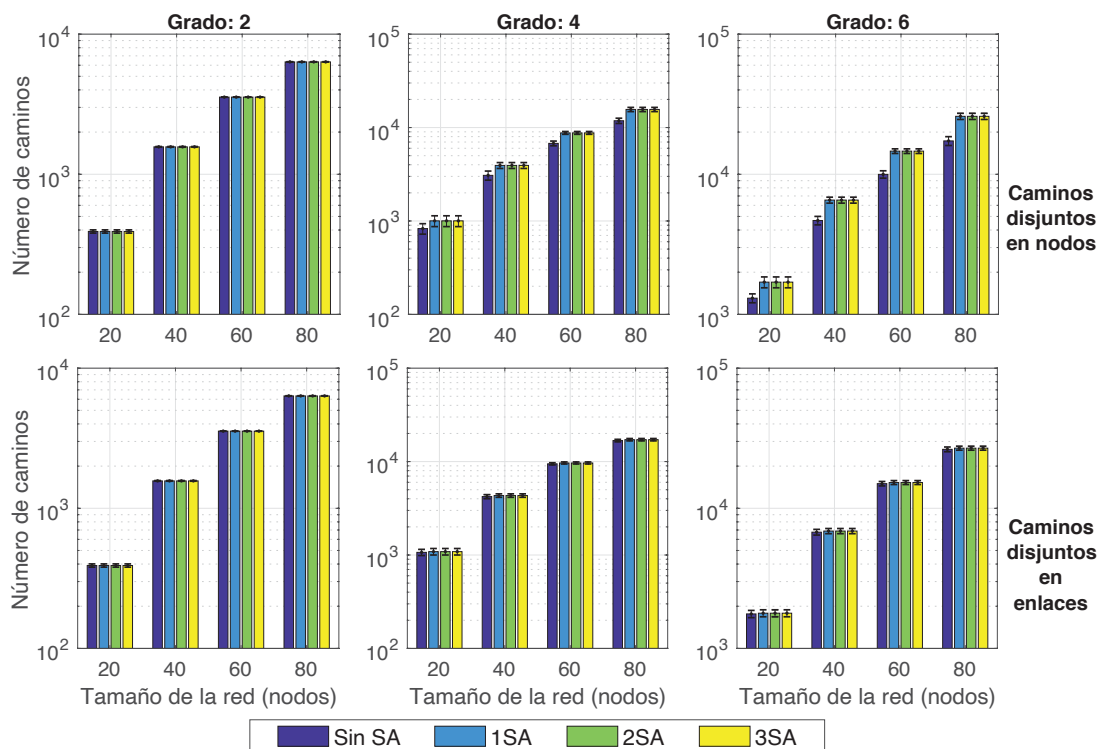 Grado: 2
Grado: 4
Grado: 6
Número de caminos
10^4
10^3
10^2
20 40 60 80
10^5
10^4
10^3
10^2
20 40 60 80
10^5
10^4
10^3
20 40 60 80
Caminos
disjuntos
en nodos
Número de caminos
10^4
10^3
10^2
20 40 60 80
Tamaño de la red (nodos)
10^5
10^4
10^3
10^2
20 40 60 80
Tamaño de la red (nodos)
10^5
10^4
10^3
20 40 60 80
Tamaño de la red (nodos)
Caminos
disjuntos
en
enlaces
Sin SA 1SA 2SA 3SA